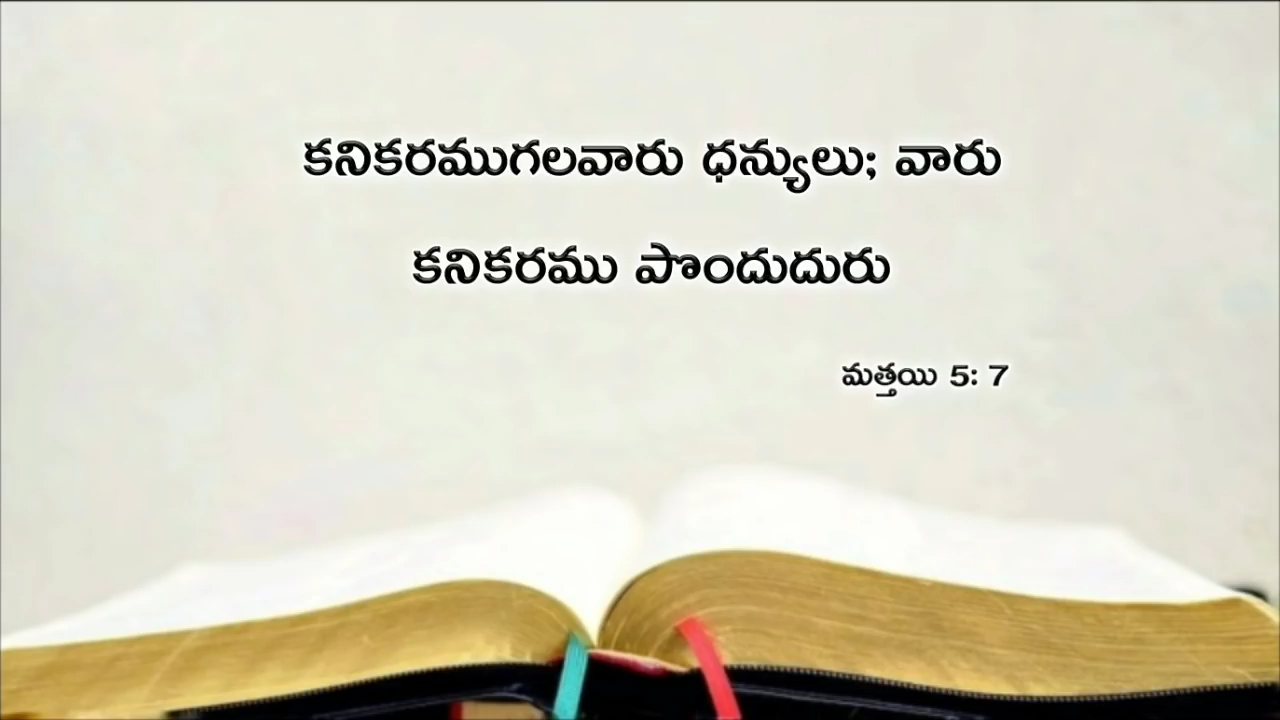 కనికరముగలవారు ధన్యులు; వారు
కనికరము పొందుదురు
మత్తయి 5: 7